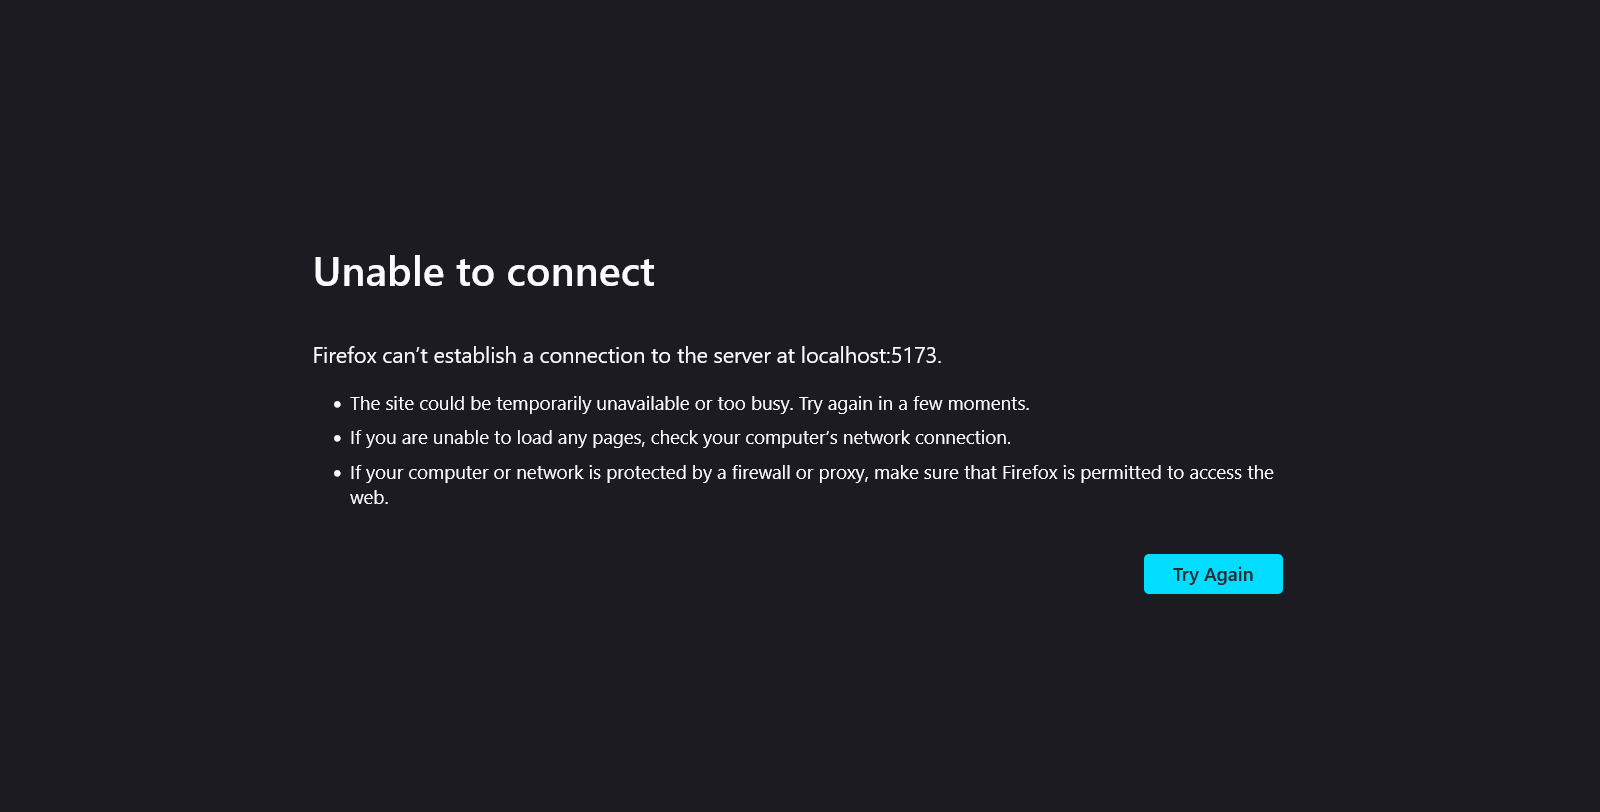 Unable to connect
Firefox can’t establish a connection to the server at localhost:5173.
• The site could be temporarily unavailable or too busy. Try again in a few moments.
• If you are unable to load any pages, check your computer’s network connection.
• If your computer or network is protected by a firewall or proxy, make sure that Firefox is permitted to access the
web.
Try Again